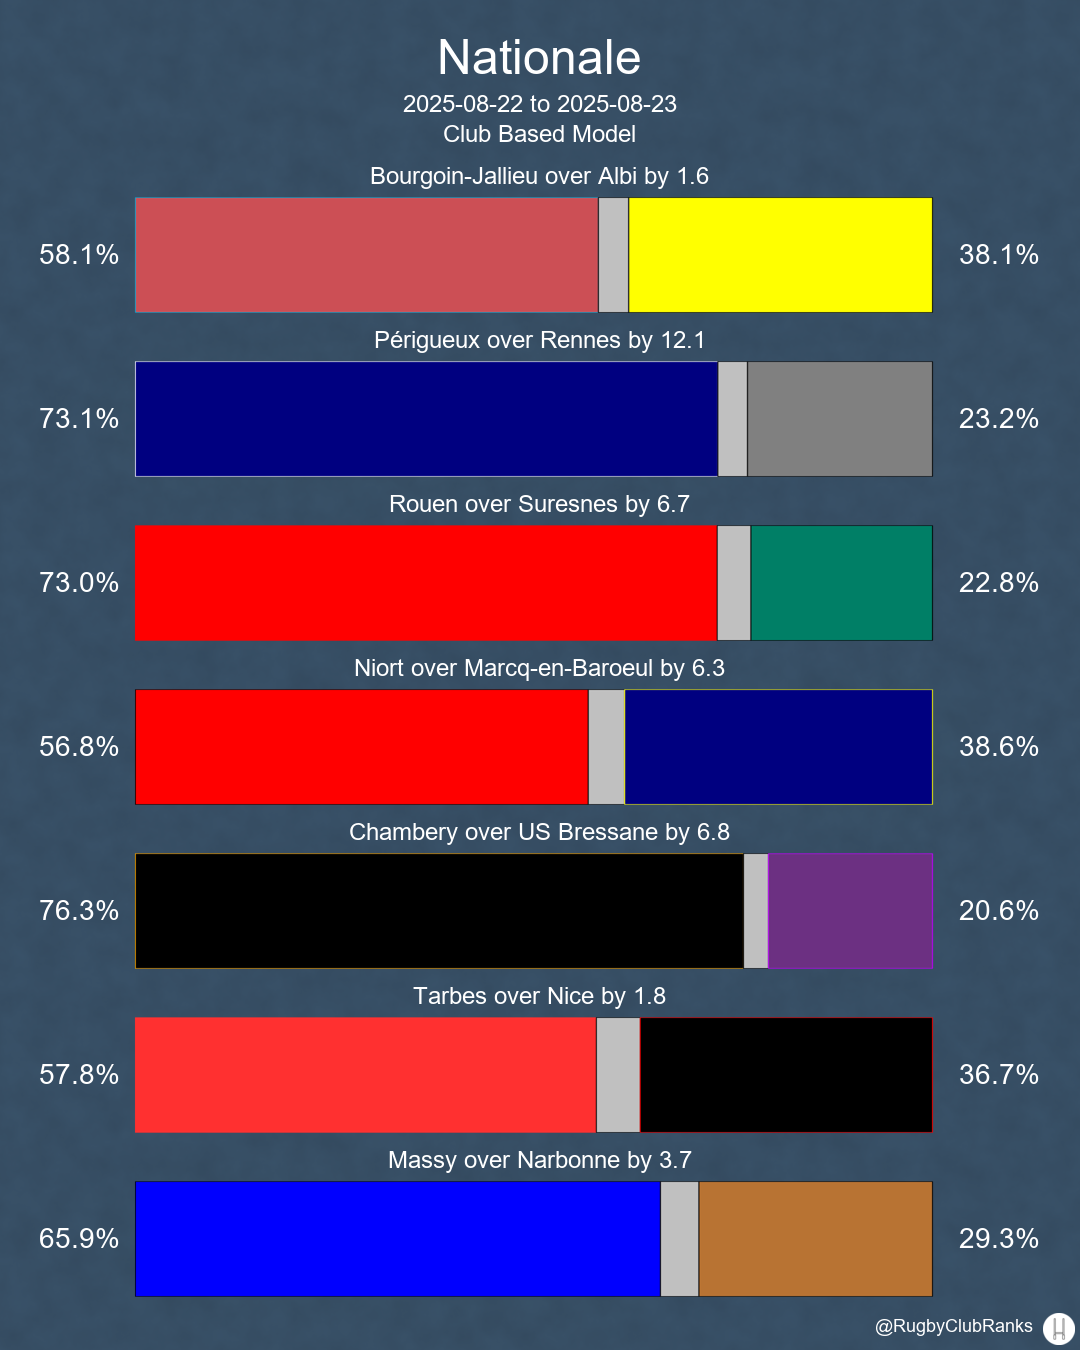 Nationale
2025-08-22 to 2025-08-23
Club Based Model
Bourgoin-Jallieu over Albi by 1.6
58.1% 38.1%
Périgueux over Rennes by 12.1
73.1% 23.2%
Rouen over Suresnes by 6.7
73.0% 22.8%
Niort over Marcq-en-Baroeul by 6.3
56.8% 38.6%
Chambery over US Bressane by 6.8
76.3% 20.6%
Tarbes over Nice by 1.8
57.8% 36.7%
Massy over Narbonne by 3.7
65.9% 29.3%
@RugbyClubRanks